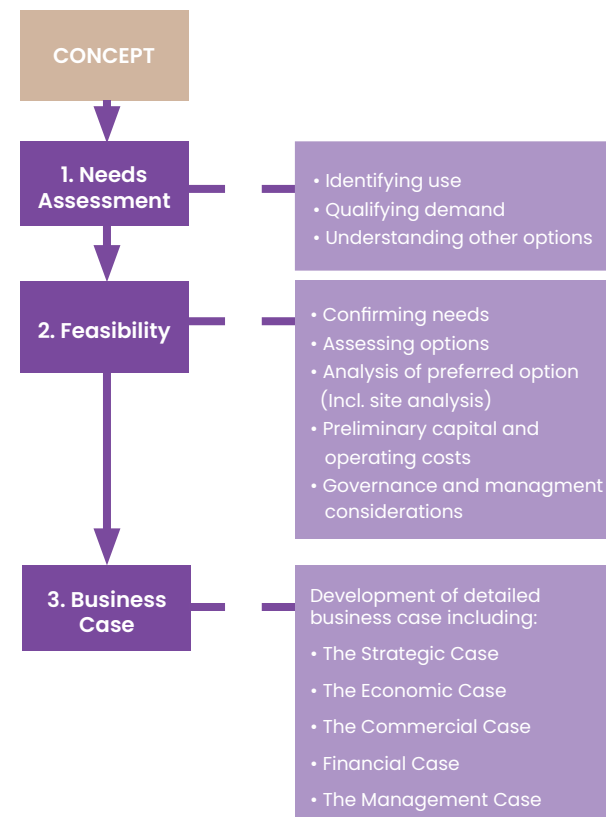 CONCEPT
1. Needs
Assessment
• Identifying use
• Qualifying demand
• Understanding other options
2. Feasibility
• Confirming needs
• Assessing options
• Analysis of preferred option
(Incl. site analysis)
• Preliminary capital and
operating costs
• Governance and managment
considerations
3. Business
Case
Development of detailed
business case including:
• The Strategic Case
• The Economic Case
• The Commercial Case
• Financial Case
• The Management Case